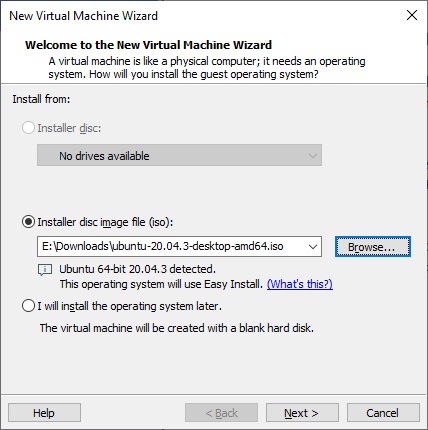 New Virtual Machine Wizard
Welcome to the New Virtual Machine Wizard
A virtual machine is like a physical computer; it needs an operating
system. How will you install the guest operating system?
Install from:
Installer disc:
No drives available
Installer disc image file (iso):
E:\Downloads\ubuntu-20.04.3-desktop-amd64.iso
Browse...
Ubuntu 64-bit 20.04.3 detected.
This operating system will use Easy Install. (What's this?)
I will install the operating system later.
The virtual machine will be created with a blank hard disk.
Help < Back Next > Cancel